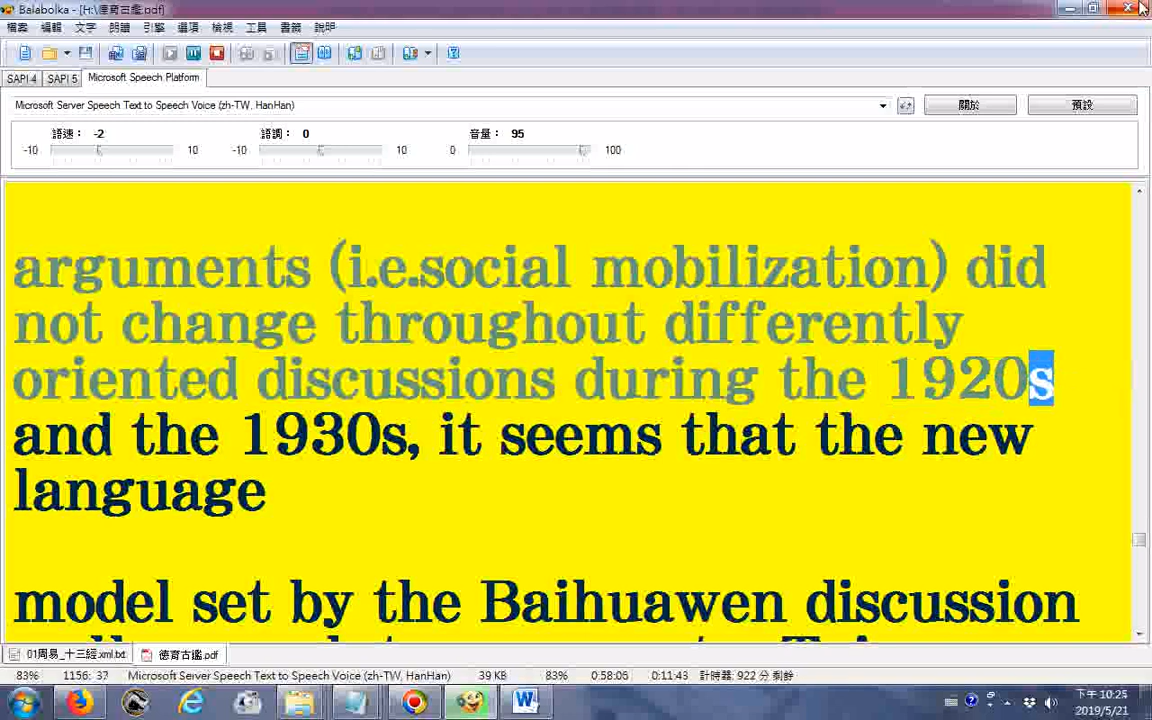 Balabolka - [H:\德育古鑑.pdf]
檔案 編輯 文字 朗讀 引擎 選項 檢視 工具 書籤 說明
SAPI 4 SAPI 5 Microsoft Speech Platform
Microsoft Server Speech Text to Speech Voice (zh-TW, HanHan) 關於 預設
語速： -2 語調： 0 音量： 95
-10 10 -10 10 0 100
arguments (i.e.social mobilization) did
not change throughout differently
oriented discussions during the 1920s
and the 1930s, it seems that the new
language
model set by the Baihuawen discussion
01周易_十三經.xml.txt 德育古鑑.pdf
83% 1156: 37 Microsoft Server Speech Text to Speech Voice (zh-TW, HanHan) 39 KB 83% 0:58:06 0:11:43 計時器: 922 分 剩餘
下午 10:25
2019/5/21